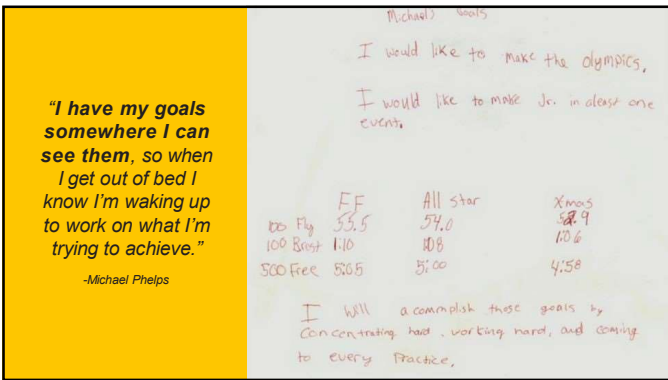 "I have my goals
somewhere I can
see them, so when
I get out of bed I
know I'm waking up
to work on what I'm
trying to achieve."
-Michael Phelps
Michael's Goals
I would like to make the olympics.
I would like to make Jr. in aleast one
event.
FF All Star Xmas
100 Fly 55.5 54.0 52.9
100 Brest 1:10 1:08 1:06
500 Free 5:05 5:00 4:58
I will accommplish these goals by
concentrating hard, working hard, and coming
to every Practice.